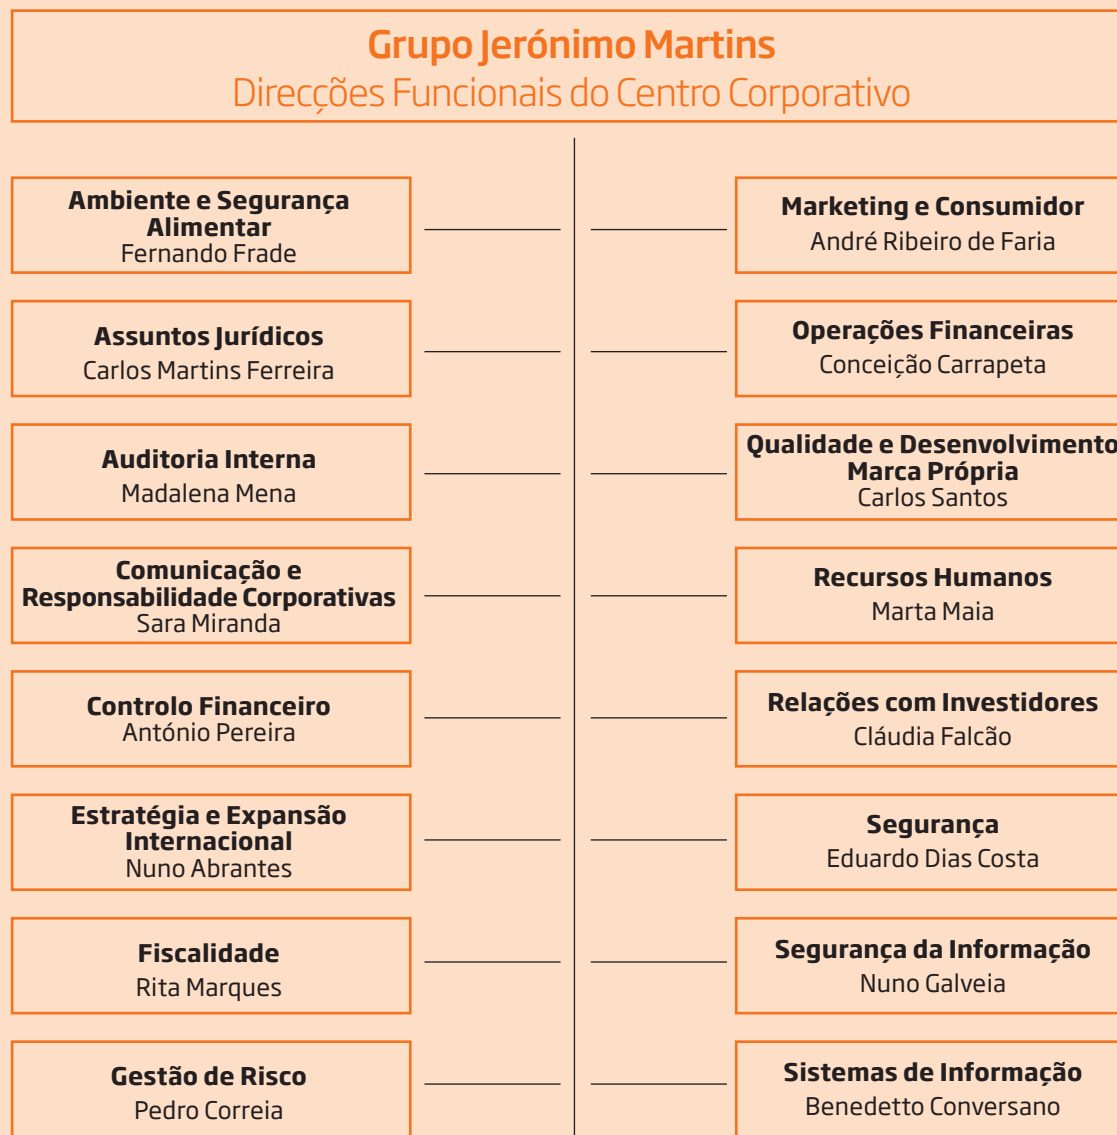 Grupo Jerónimo Martins
Direcções Funcionais do Centro Corporativo
Ambiente e Segurança
Alimentar
Fernando Frade
Assuntos Jurídicos
Carlos Martins Ferreira
Auditoria Interna
Madalena Mena
Comunicação e
Responsabilidade Corporativas
Sara Miranda
Controlo Financeiro
António Pereira
Estratégia e Expansão
Internacional
Nuno Abrantes
Fiscalidade
Rita Marques
Gestão de Risco
Pedro Correia
Marketing e Consumidor
André Ribeiro de Faria
Operações Financeiras
Conceição Carrapeta
Qualidade e Desenvolvimento
Marca Própria
Carlos Santos
Recursos Humanos
Marta Maia
Relações com Investidores
Cláudia Falcão
Segurança
Eduardo Dias Costa
Segurança da Informação
Nuno Galveia
Sistemas de Informação
Benedetto Conversano